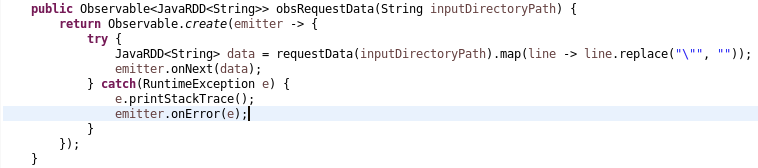 public Observable<JavaRDD<String>> obsRequestData(String inputDirectoryPath) {
return Observable.create(emitter -> {
try {
JavaRDD<String> data = requestData(inputDirectoryPath).map(line -> line.replace("\"", ""));
emitter.onNext(data);
} catch(RuntimeException e) {
e.printStackTrace();
emitter.onError(e);
}
});
}